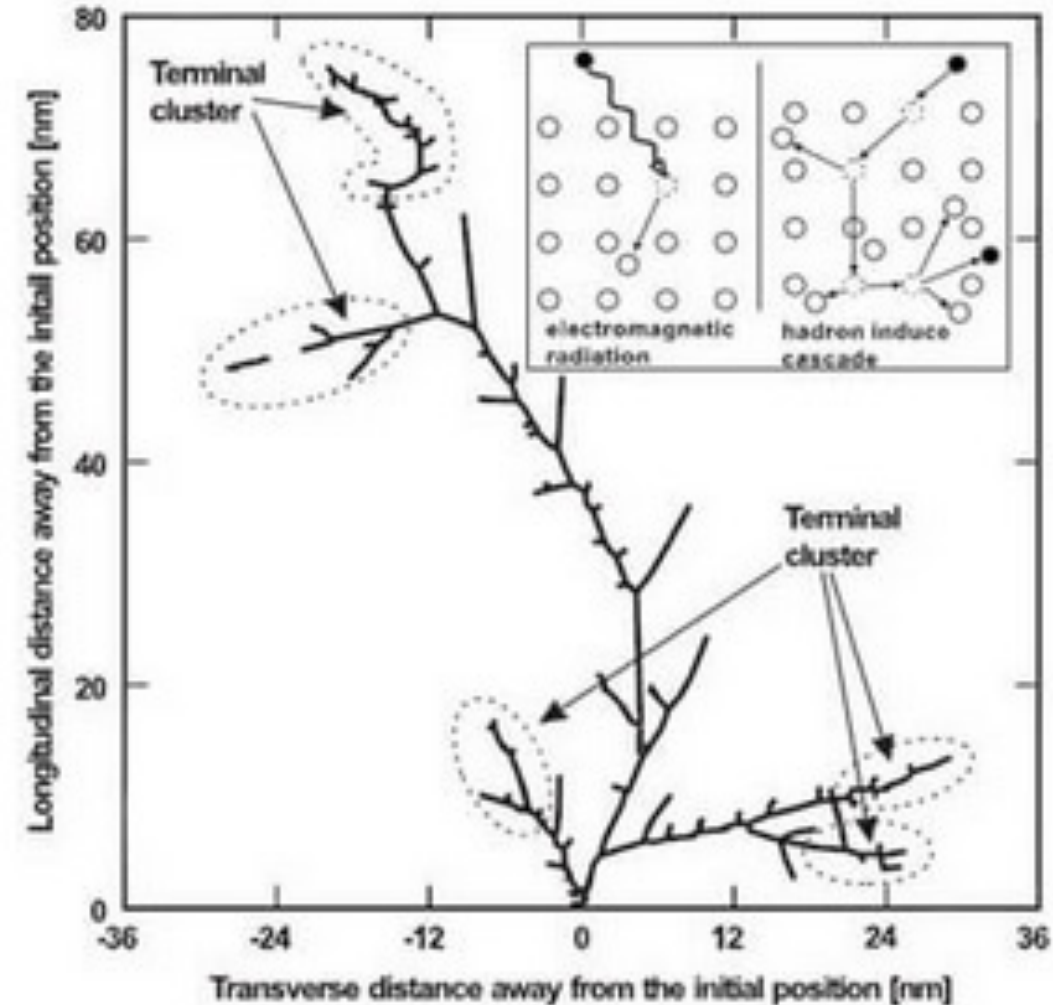 80
60
40
20
0
-36
-24
-12
0
12
24
36
Longitudinal distance away from the initail position [nm]
Transverse distance away from the initial position [nm]
Terminal
cluster
electromagnetic
radiation
hadron induce
cascade
Terminal
cluster